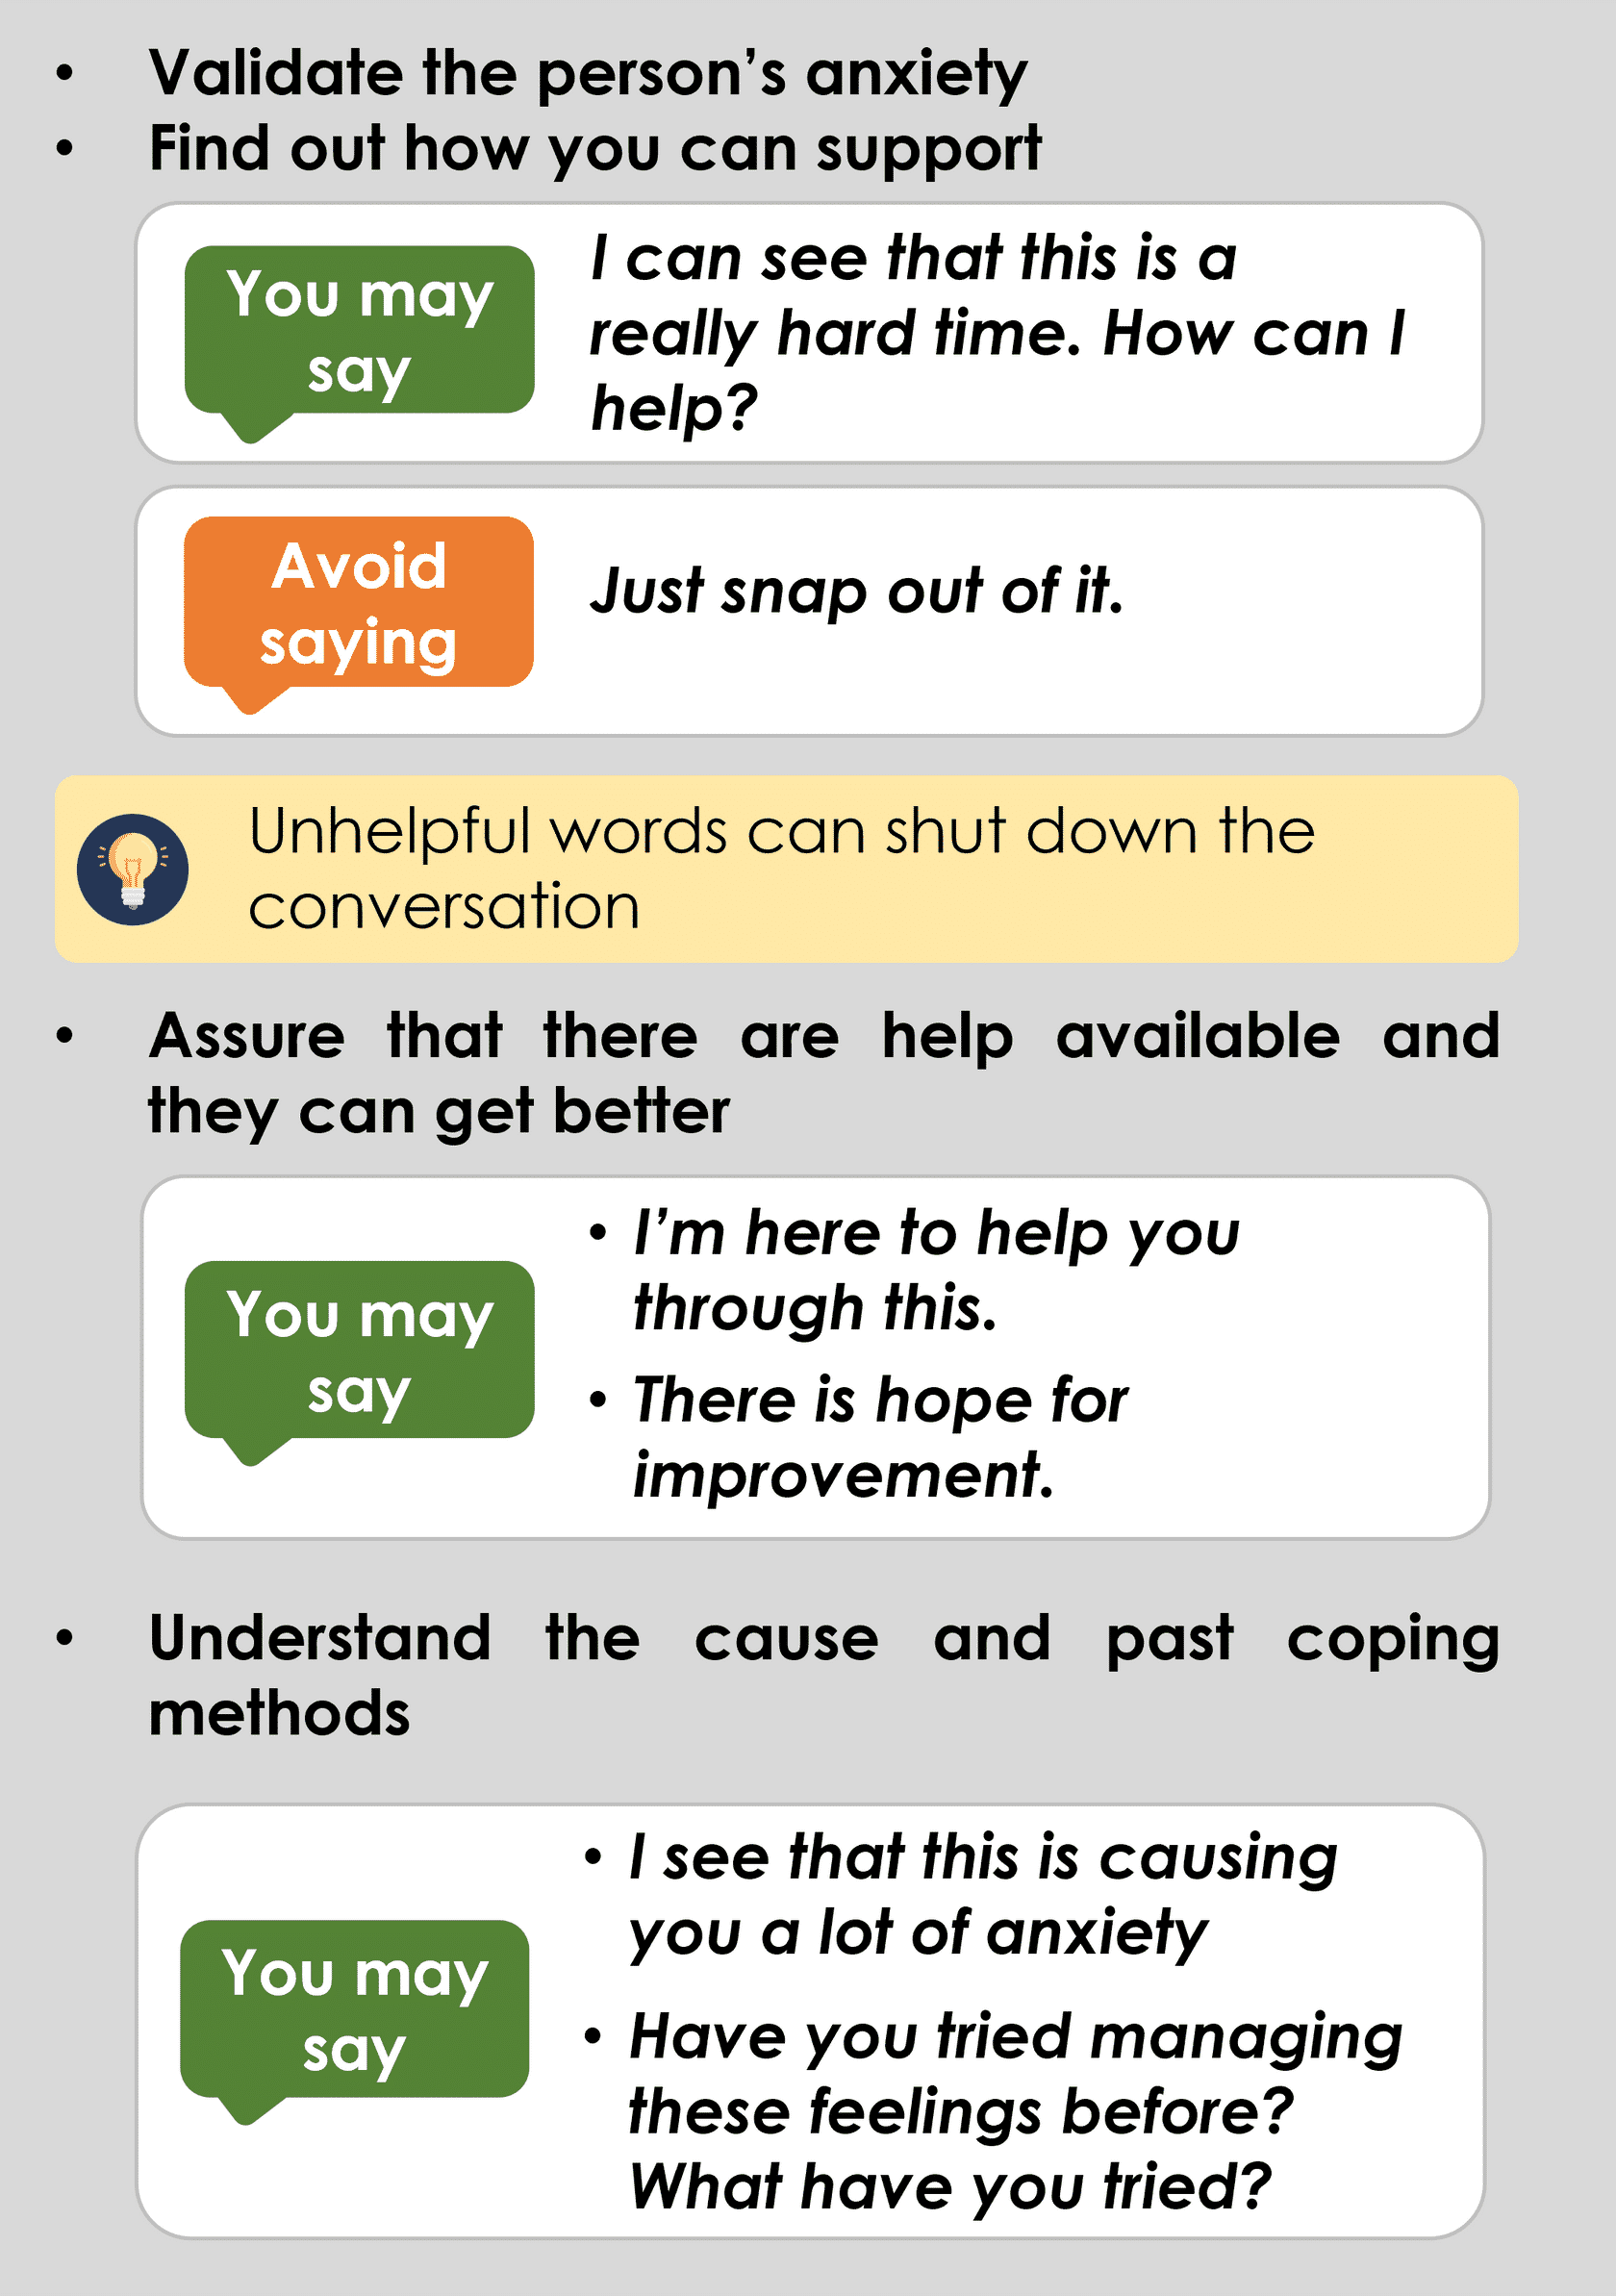 • Validate the person’s anxiety
• Find out how you can support
You may
say
I can see that this is a
really hard time. How can I
help?
Avoid
saying
Just snap out of it.
Unhelpful words can shut down the
conversation
• Assure that there are help available and
they can get better
You may
say
• I’m here to help you
through this.
• There is hope for
improvement.
• Understand the cause and past coping
methods
You may
say
• I see that this is causing
you a lot of anxiety
• Have you tried managing
these feelings before?
What have you tried?